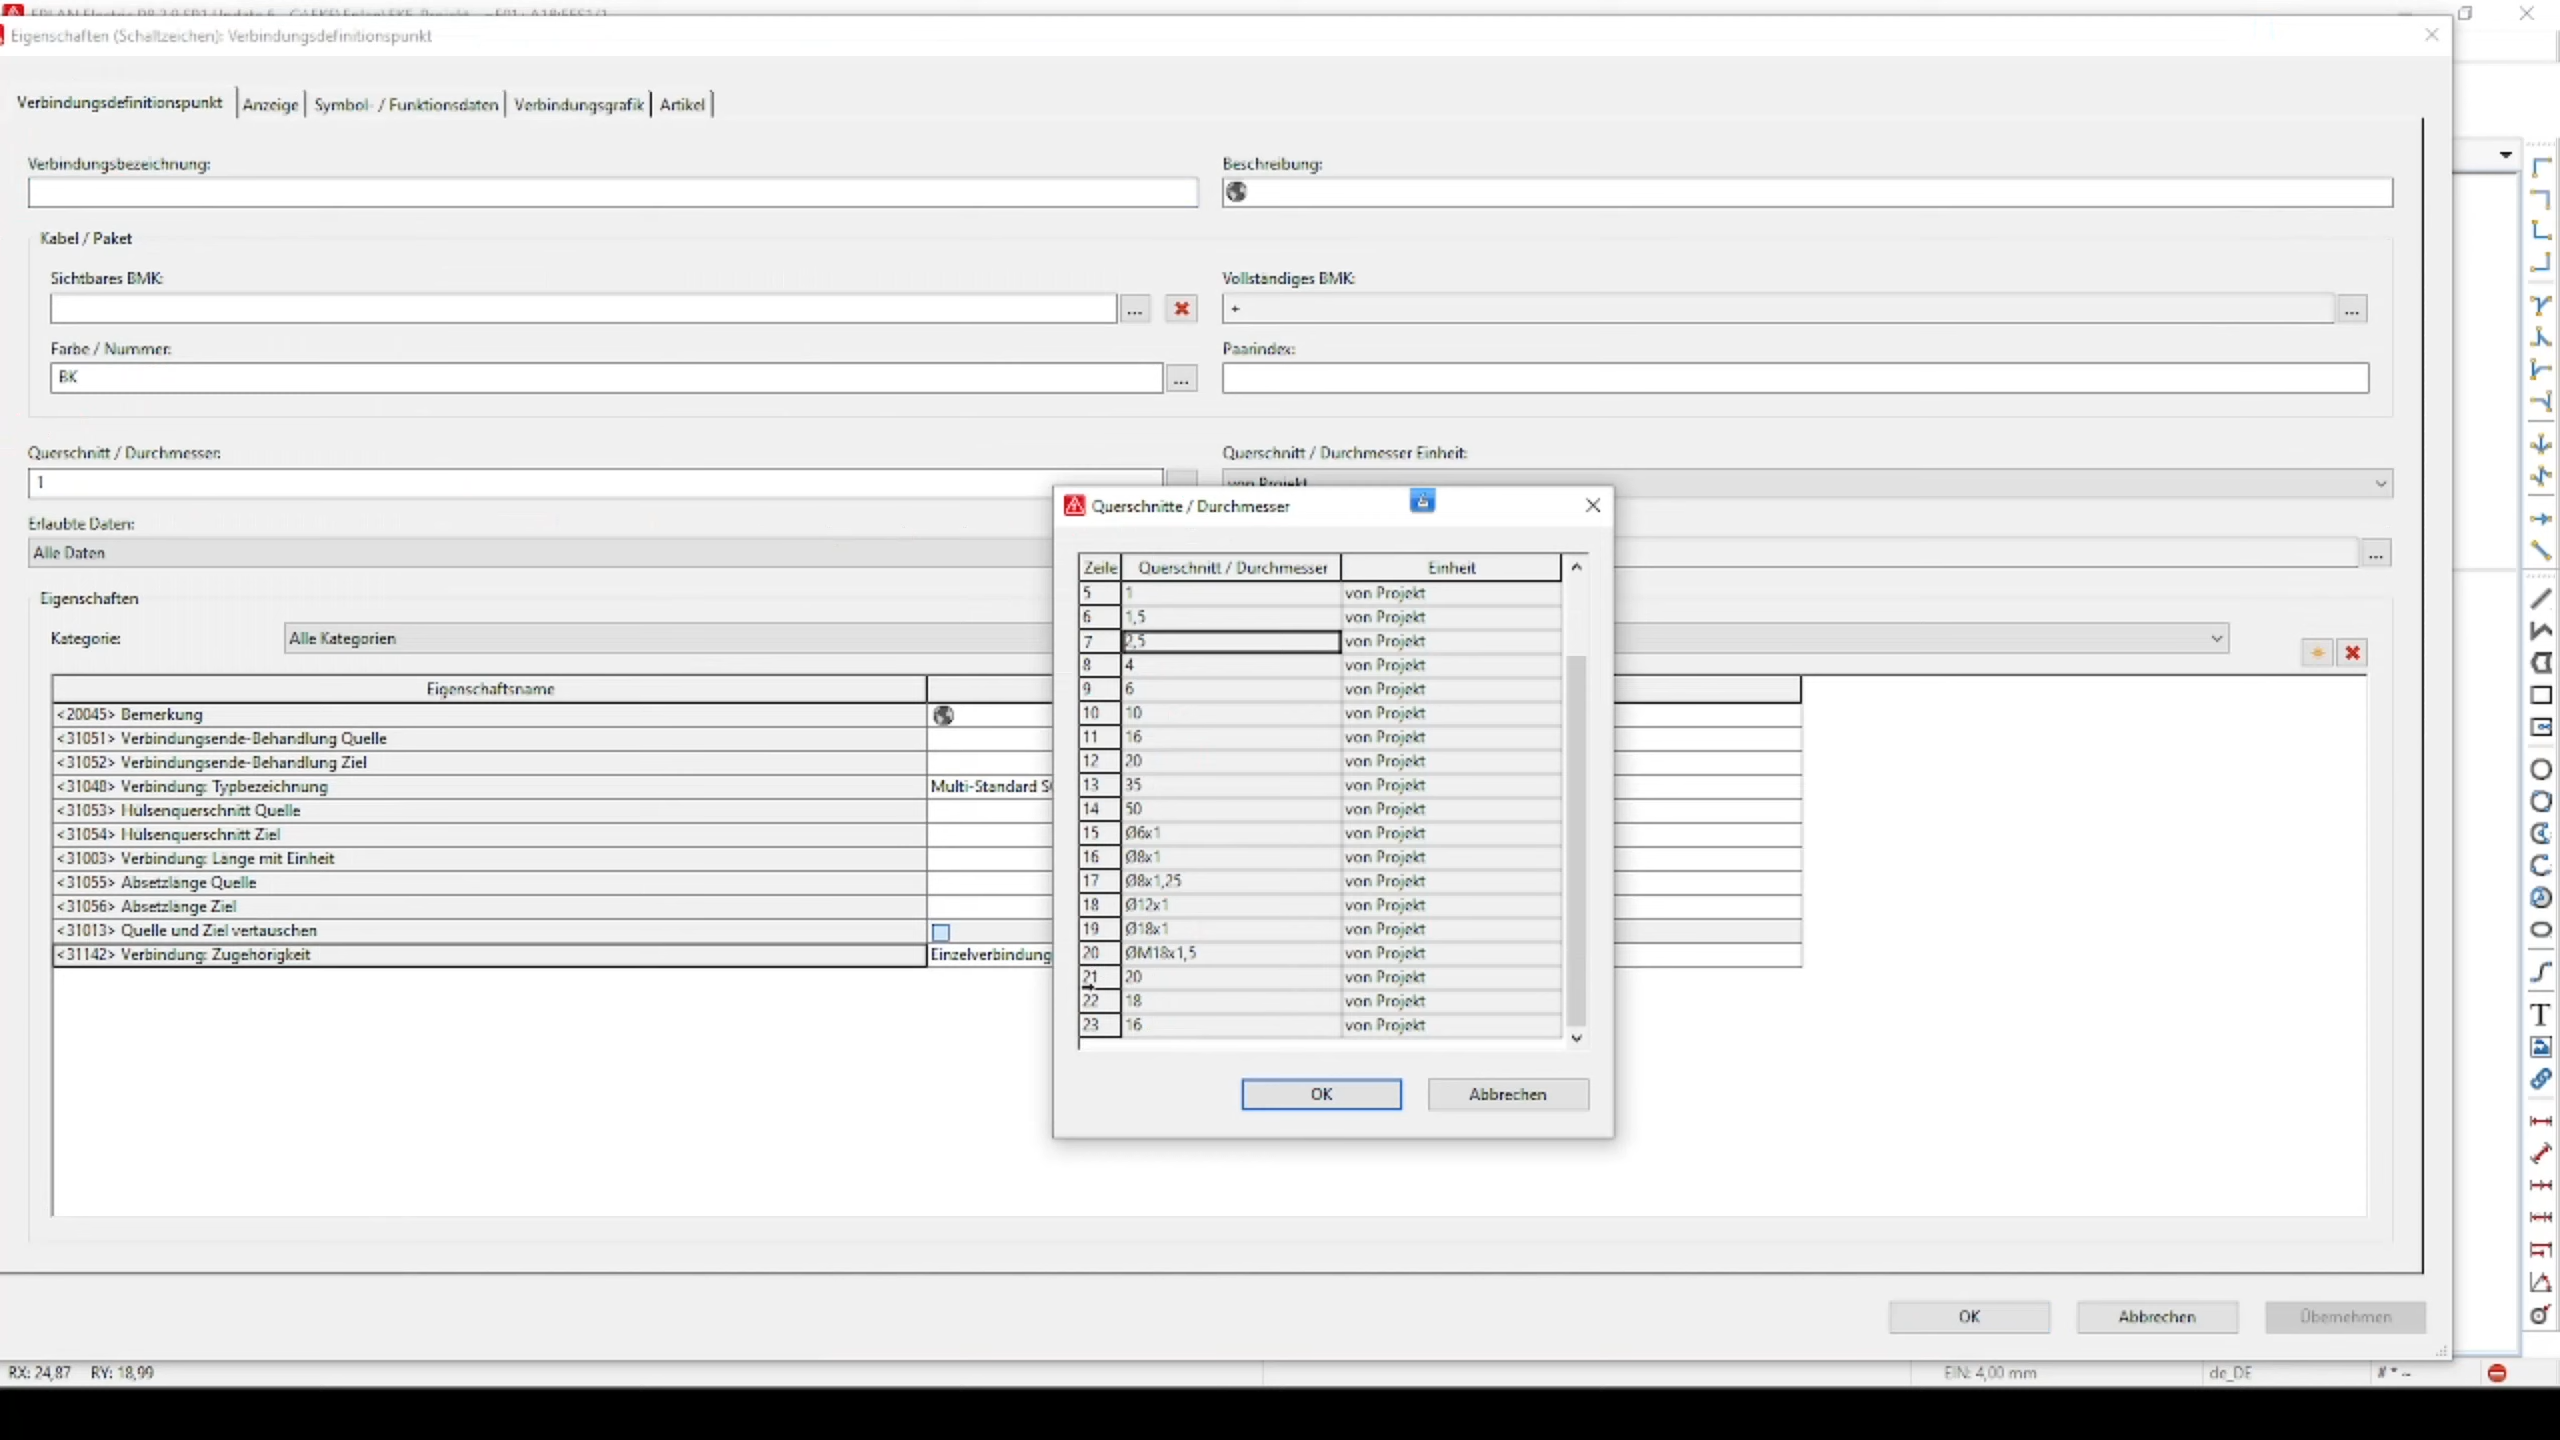 Eigenschaften (Schaltzeichen): Verbindungsdefinitionspunkt
Verbindungsdefinitionspunkt
Anzeige
Symbol- / Funktionsdaten
Verbindungsgrafik
Artikel
Verbindungsbezeichnung:
Beschreibung:
Kabel / Paket
Sichtbares BMK:
Vollständiges BMK:
...
+
...
Farbe / Nummer:
Paarindex:
BK
...
Querschnitt / Durchmesser:
Querschnitt / Durchmesser Einheit:
1
von Projekt
Erlaubte Daten:
Alle Daten
...
Eigenschaften
Kategorie:
Alle Kategorien
Eigenschaftsname
<20045> Bemerkung
<31051> Verbindungsende-Behandlung Quelle
<31052> Verbindungsende-Behandlung Ziel
<31048> Verbindung: Typbezeichnung
Multi-Standard
<31053> Hülsenquerschnitt Quelle
<31054> Hülsenquerschnitt Ziel
<31003> Verbindung: Länge mit Einheit
<31055> Absetzlänge Quelle
<31056> Absetzlänge Ziel
<31013> Quelle und Ziel vertauschen
<31142> Verbindung: Zugehörigkeit
Einzelverbindung
Querschnitte / Durchmesser
Zeile Querschnitt / Durchmesser Einheit
5 1 von Projekt
6 1,5 von Projekt
7 2,5 von Projekt
8 4 von Projekt
9 6 von Projekt
10 10 von Projekt
11 16 von Projekt
12 20 von Projekt
13 35 von Projekt
14 50 von Projekt
15 Ø6x1 von Projekt
16 Ø8x1 von Projekt
17 Ø8x1,25 von Projekt
18 Ø12x1 von Projekt
19 Ø18x1 von Projekt
20 ØM18x1,5 von Projekt
21 20 von Projekt
22 18 von Projekt
23 16 von Projekt
OK
Abbrechen
OK
Abbrechen
Übernehmen
RX: 24,87 RY: 18,99
EIN: 4,00 mm
de_DE
# * ~